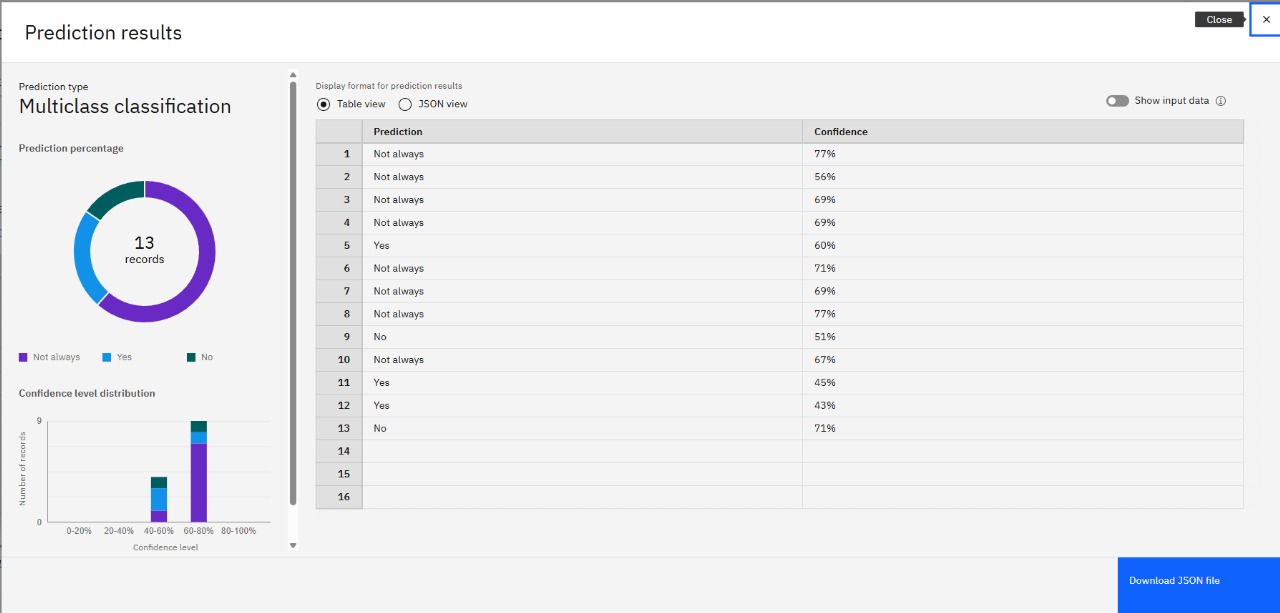 Close
Prediction results
Prediction type
Multiclass classification
Prediction percentage
13
records
Not always Yes No
Confidence level distribution
Number of records
9
0
0-20% 20-40% 40-60% 60-80% 80-100%
Confidence level
Display format for prediction results
Table view JSON view
Show input data
Prediction Confidence
1 Not always 77%
2 Not always 56%
3 Not always 69%
4 Not always 69%
5 Yes 60%
6 Not always 71%
7 Not always 69%
8 Not always 77%
9 No 51%
10 Not always 67%
11 Yes 45%
12 Yes 43%
13 No 71%
14
15
16
Download JSON file